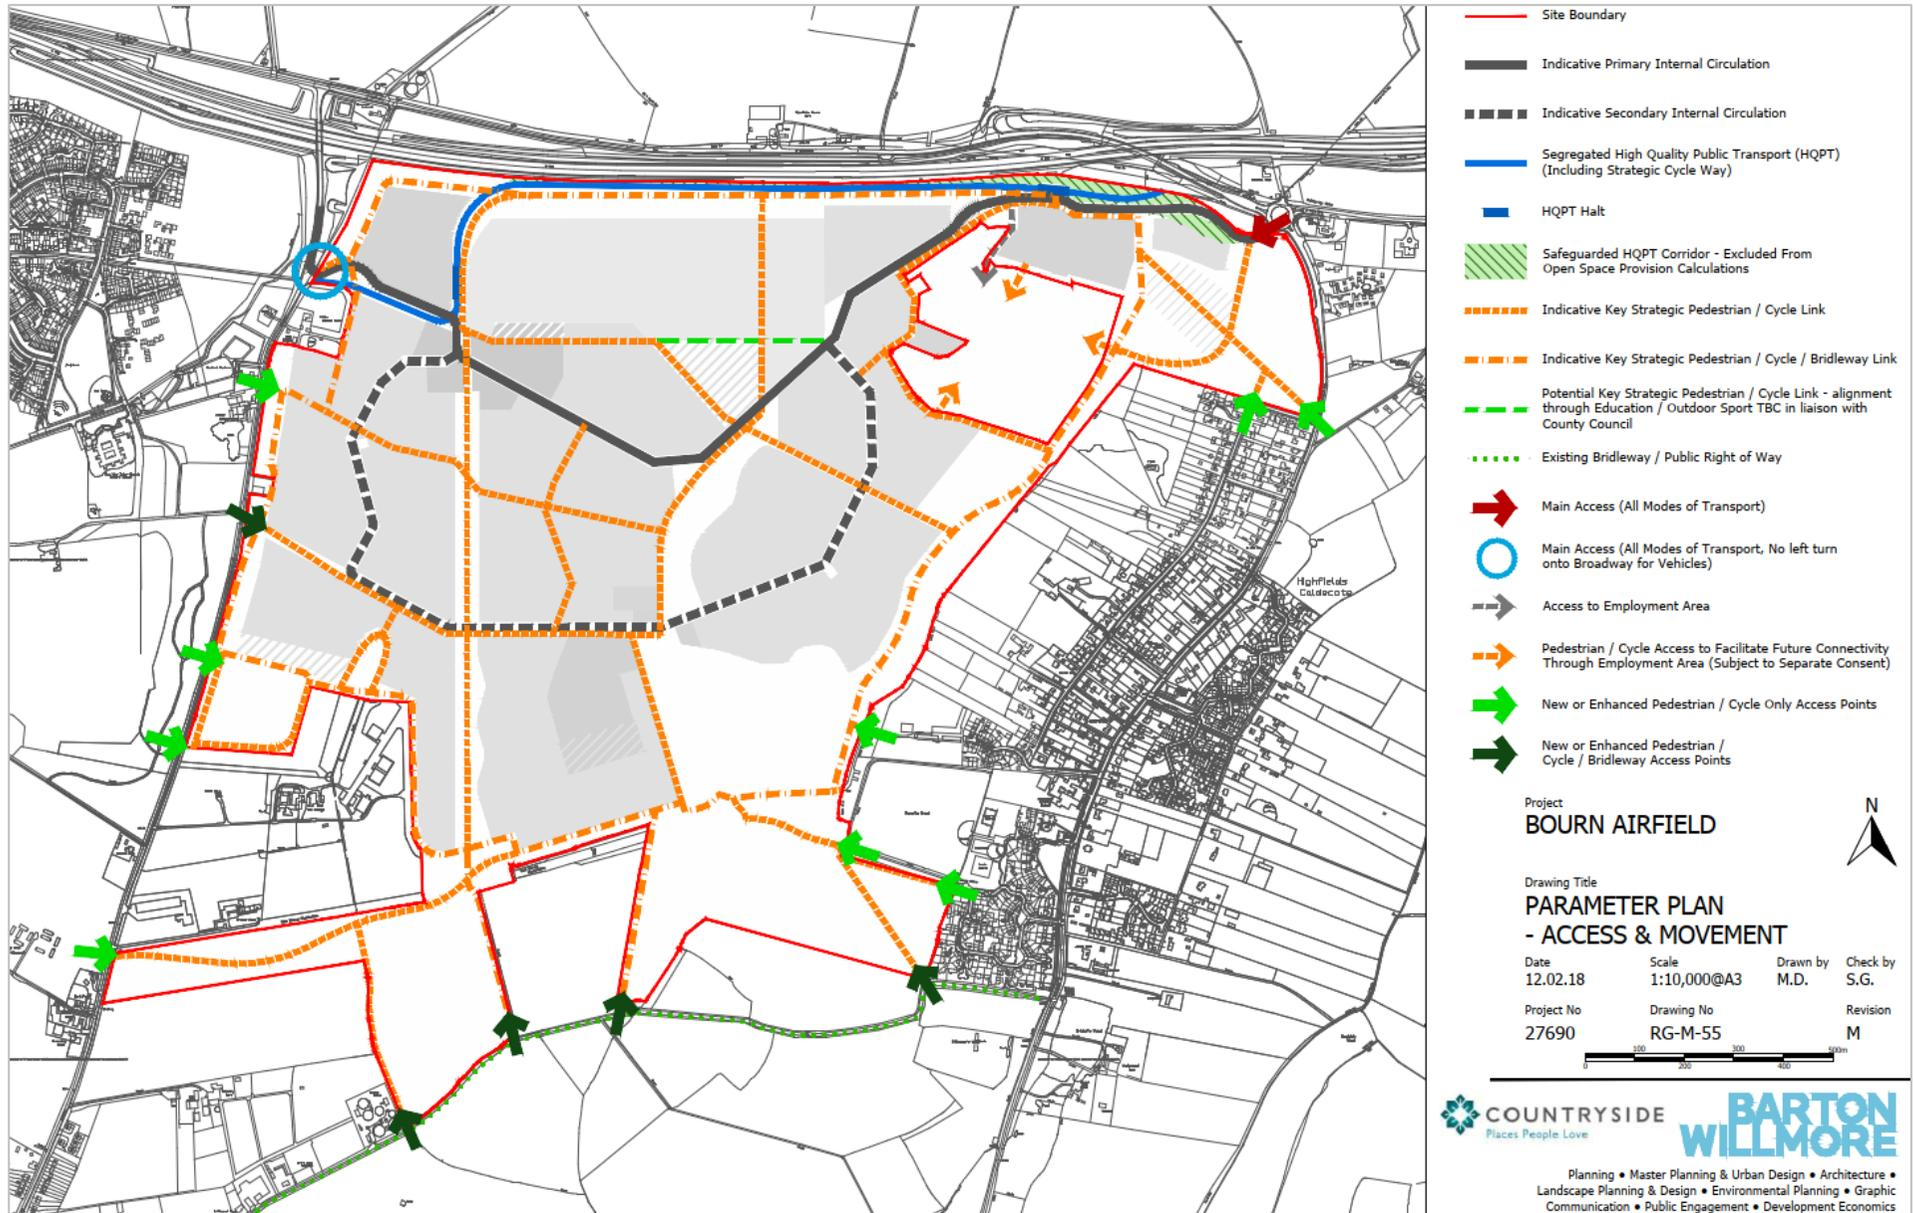 Site Boundary
Indicative Primary Internal Circulation
Indicative Secondary Internal Circulation
Segregated High Quality Public Transport (HQPT)
(Including Strategic Cycle Way)
HQPT Halt
Safeguarded HQPT Corridor - Excluded From
Open Space Provision Calculations
Indicative Key Strategic Pedestrian / Cycle Link
Indicative Key Strategic Pedestrian / Cycle / Bridleway Link
Potential Key Strategic Pedestrian / Cycle Link - alignment
through Education / Outdoor Sport TBC in liaison with
County Council
Existing Bridleway / Public Right of Way
Main Access (All Modes of Transport)
Main Access (All Modes of Transport, No left turn
onto Broadway for Vehicles)
Access to Employment Area
Pedestrian / Cycle Access to Facilitate Future Connectivity
Through Employment Area (Subject to Separate Consent)
New or Enhanced Pedestrian / Cycle Only Access Points
New or Enhanced Pedestrian /
Cycle / Bridleway Access Points
Highfields
Caldecote
Project
BOURN AIRFIELD
N
Drawing Title
PARAMETER PLAN
- ACCESS & MOVEMENT
Date Scale Drawn by Check by
12.02.18 1:10,000@A3 M.D. S.G.
Project No Drawing No Revision
27690 RG-M-55 M
100 300 500m
0 200 400
COUNTRYSIDE
Places People Love
BARTON
WILLMORE
Planning • Master Planning & Urban Design • Architecture •
Landscape Planning & Design • Environmental Planning • Graphic
Communication • Public Engagement • Development Economics